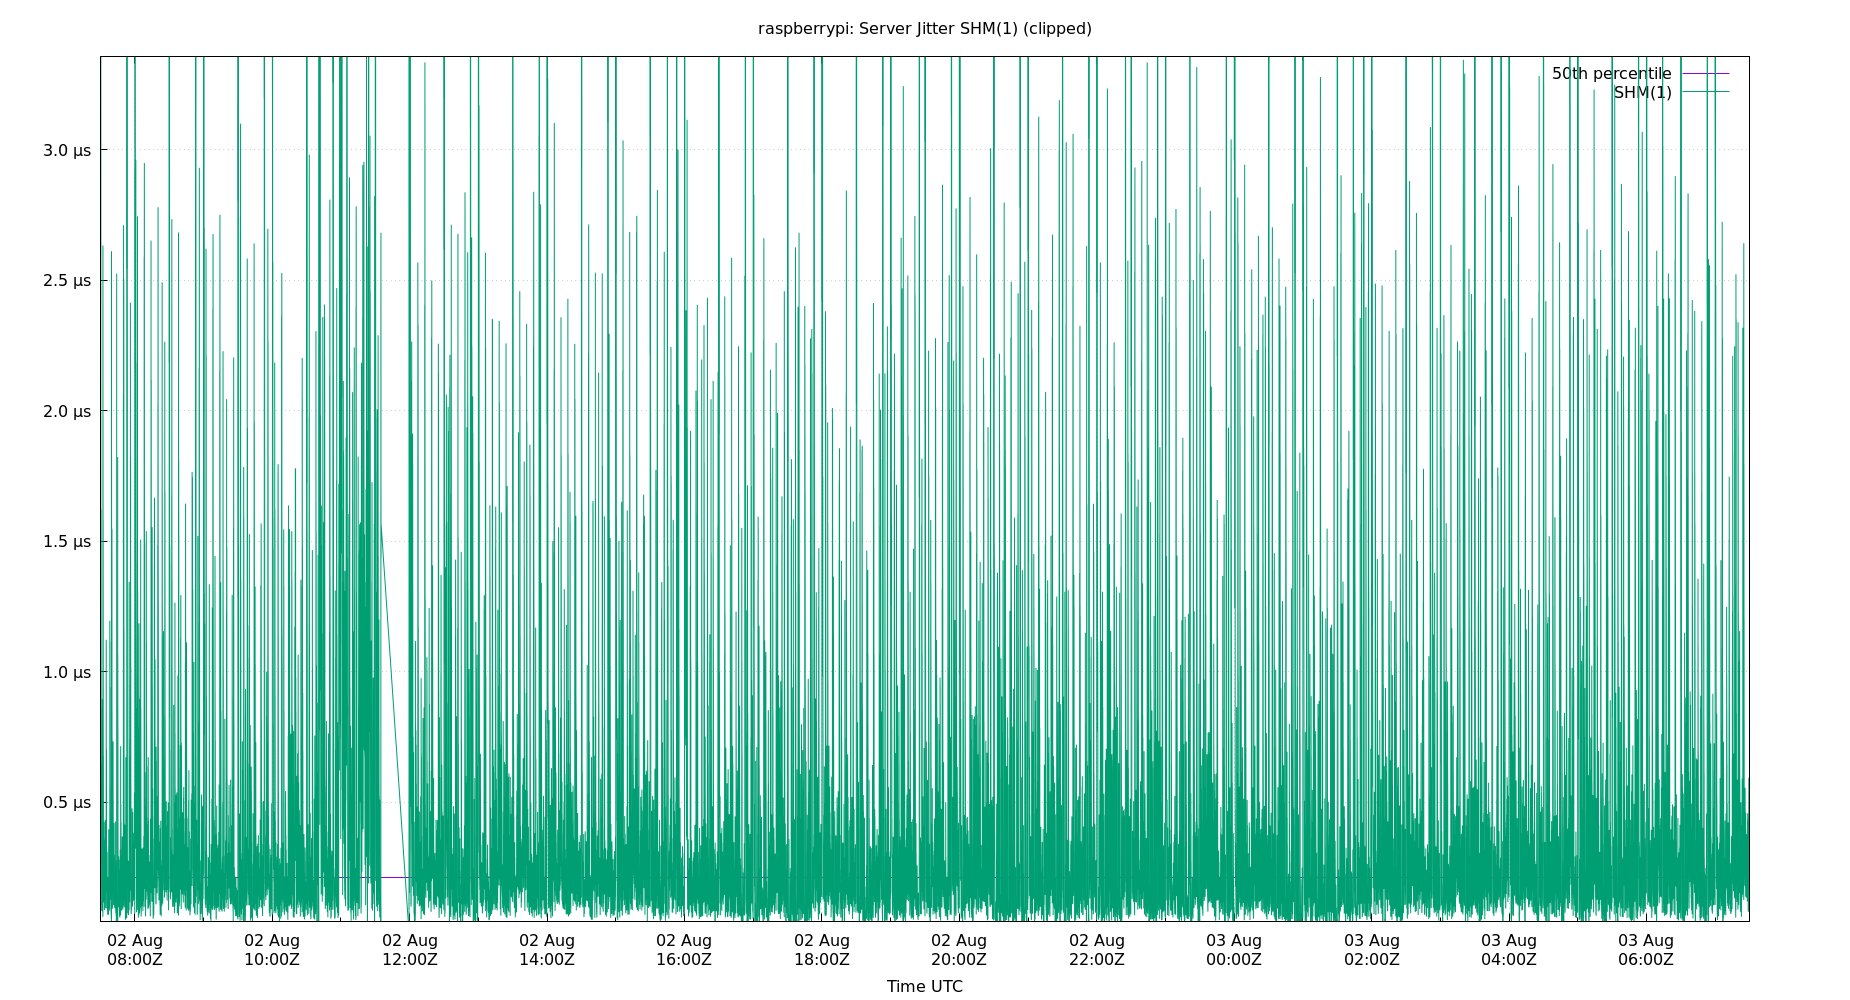 raspberrypi: Server Jitter SHM(1) (clipped)
50th percentile
SHM(1)
3.0 µs
2.5 µs
2.0 µs
1.5 µs
1.0 µs
0.5 µs
02 Aug 02 Aug 02 Aug 02 Aug 02 Aug 02 Aug 02 Aug 02 Aug 03 Aug 03 Aug 03 Aug 03 Aug
08:00Z 10:00Z 12:00Z 14:00Z 16:00Z 18:00Z 20:00Z 22:00Z 00:00Z 02:00Z 04:00Z 06:00Z
Time UTC